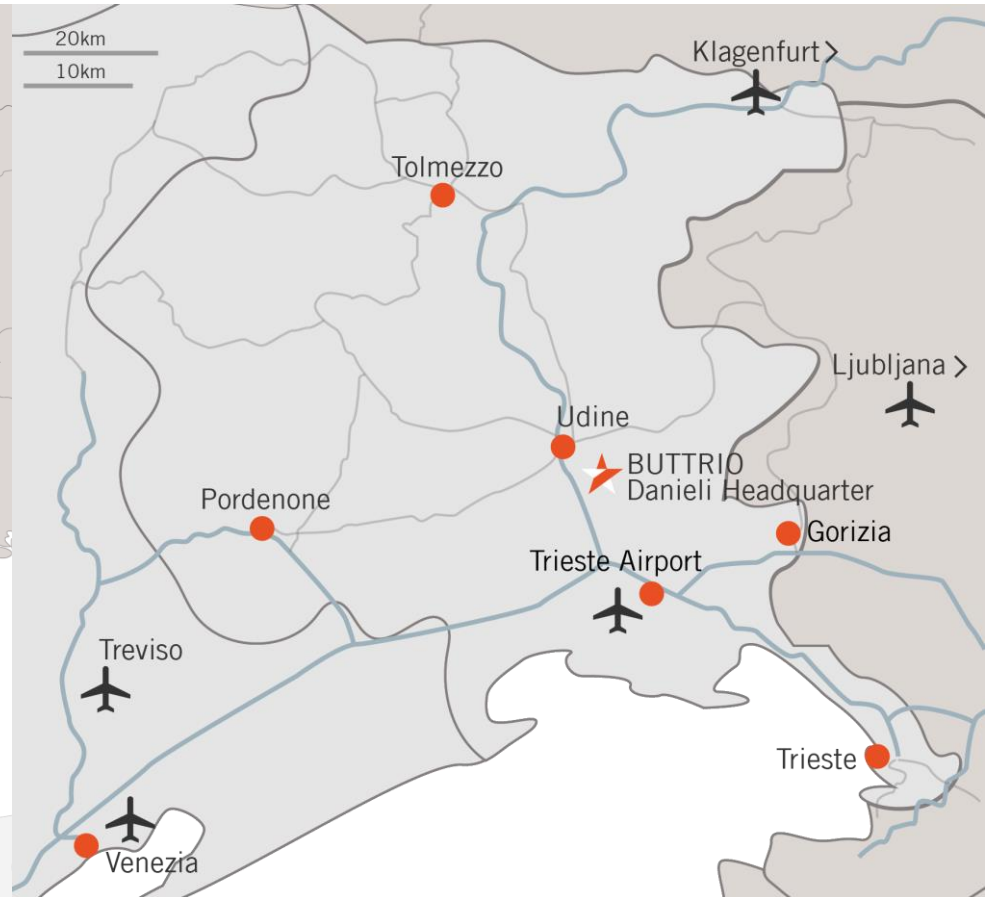 20km
10km
Klagenfurt >
Tolmezzo
Ljubljana >
Udine
BUTTRIO
Danieli Headquarter
Pordenone
Gorizia
Trieste Airport
Treviso
Trieste
Venezia